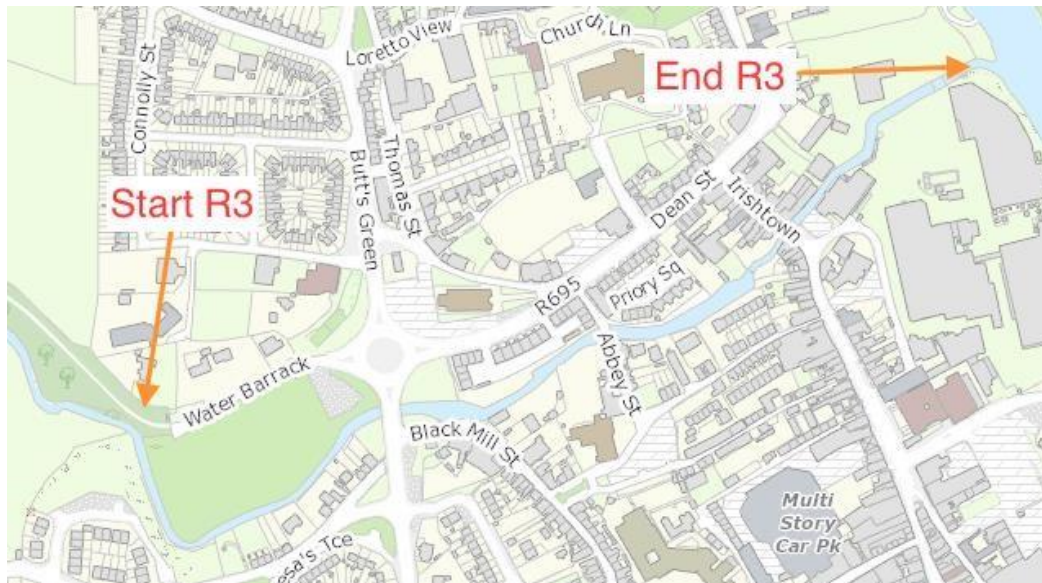 Loretto View
Church Ln
Connolly St
End R3
Thomas St
Butt's Green
Start R3
Dean St
Irishtown
Priory Sq
R695
Abbey St
Water Barrack
Black Mill St
Multi
Story
Car Pk
esa's Tce